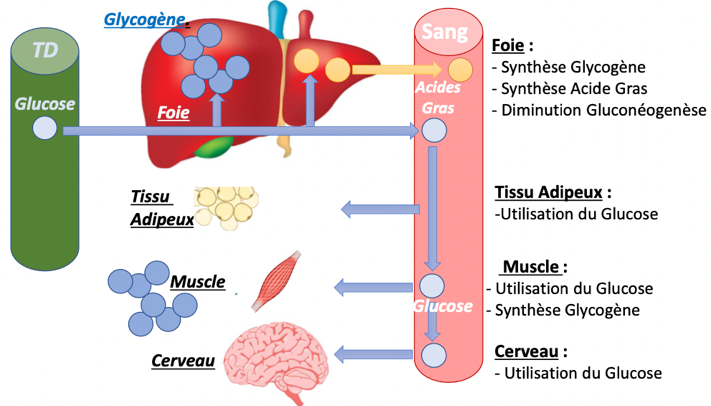 Glycogène.
TD
Glucose
Foie
Sang
Acides
Gras
Foie :
- Synthèse Glycogène
- Synthèse Acide Gras
- Diminution Gluconéogenèse
Tissu
Adipeux
Tissu Adipeux :
-Utilisation du Glucose
Muscle
Glucose
Muscle :
- Utilisation du Glucose
- Synthèse Glycogène
Cerveau
Cerveau :
- Utilisation du Glucose